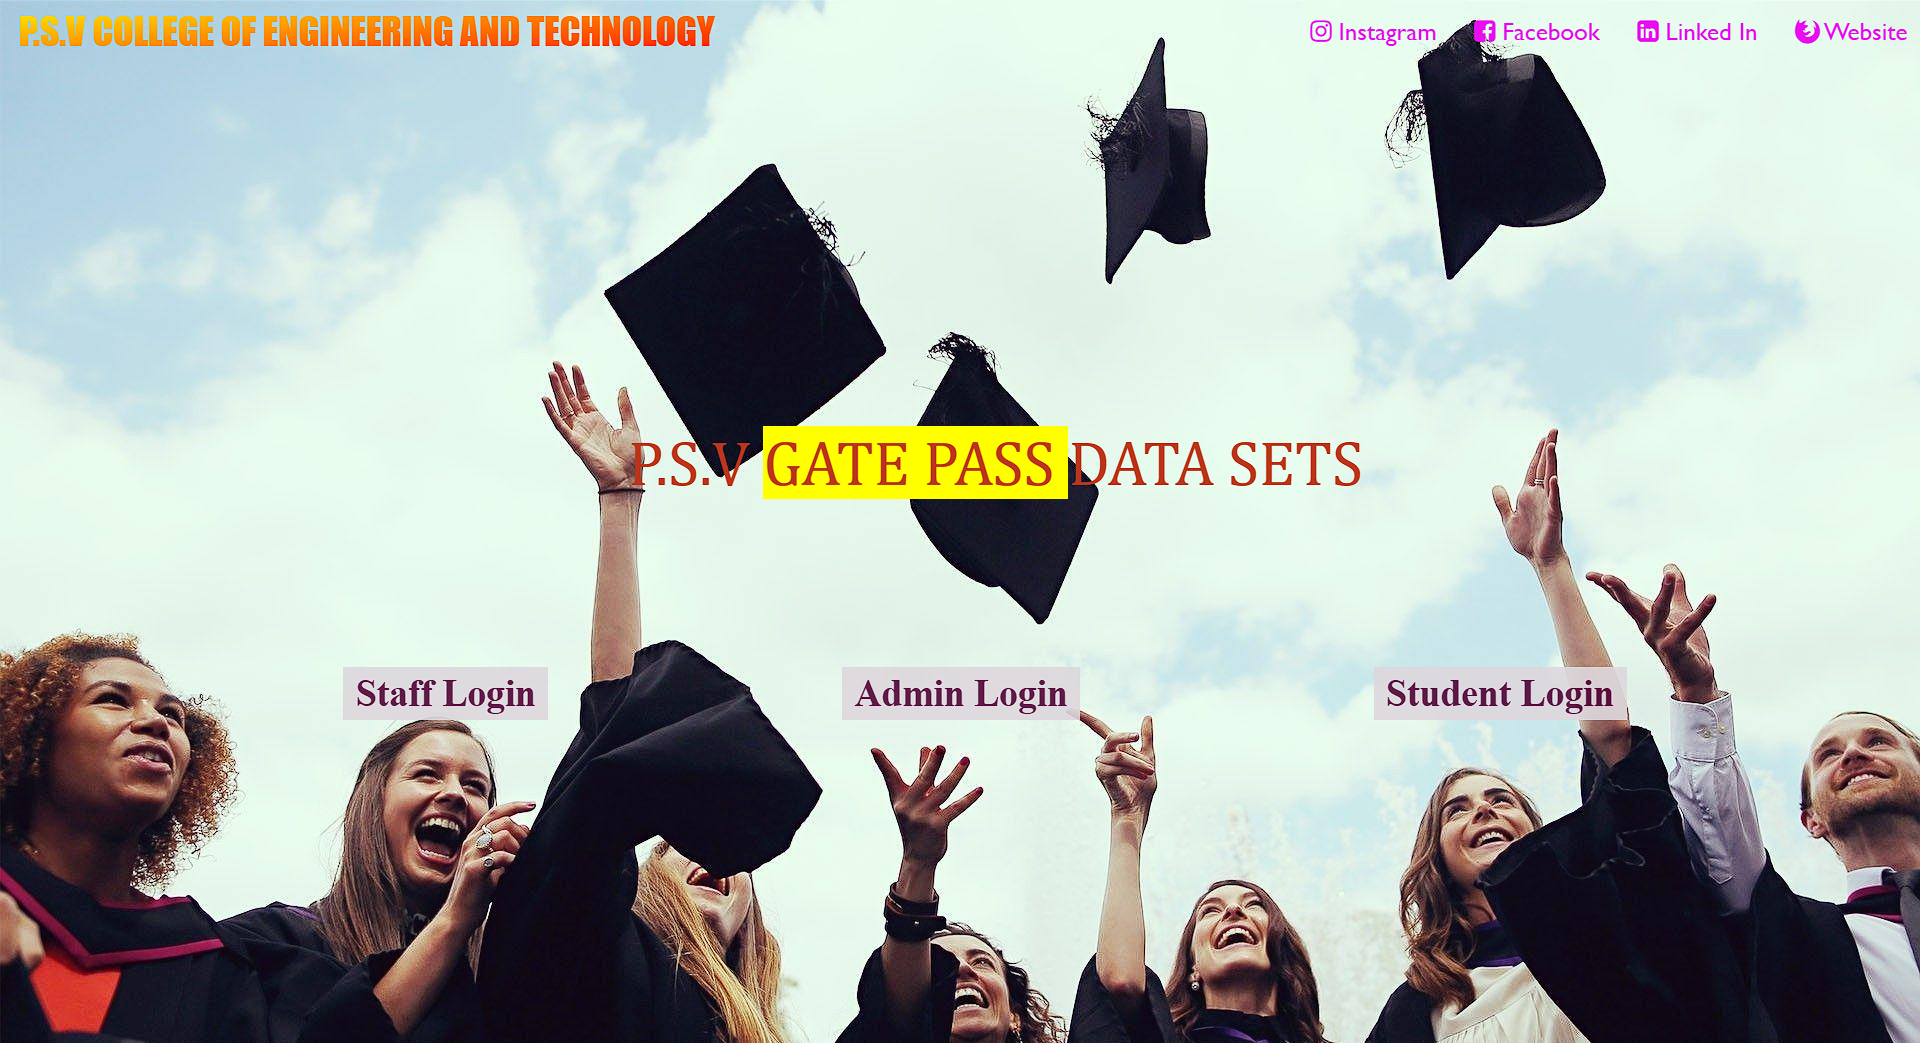 P.S.V COLLEGE OF ENGINEERING AND TECHNOLOGY
Instagram Facebook Linked In Website
P.S.V GATE PASS DATA SETS
Staff Login
Admin Login
Student Login